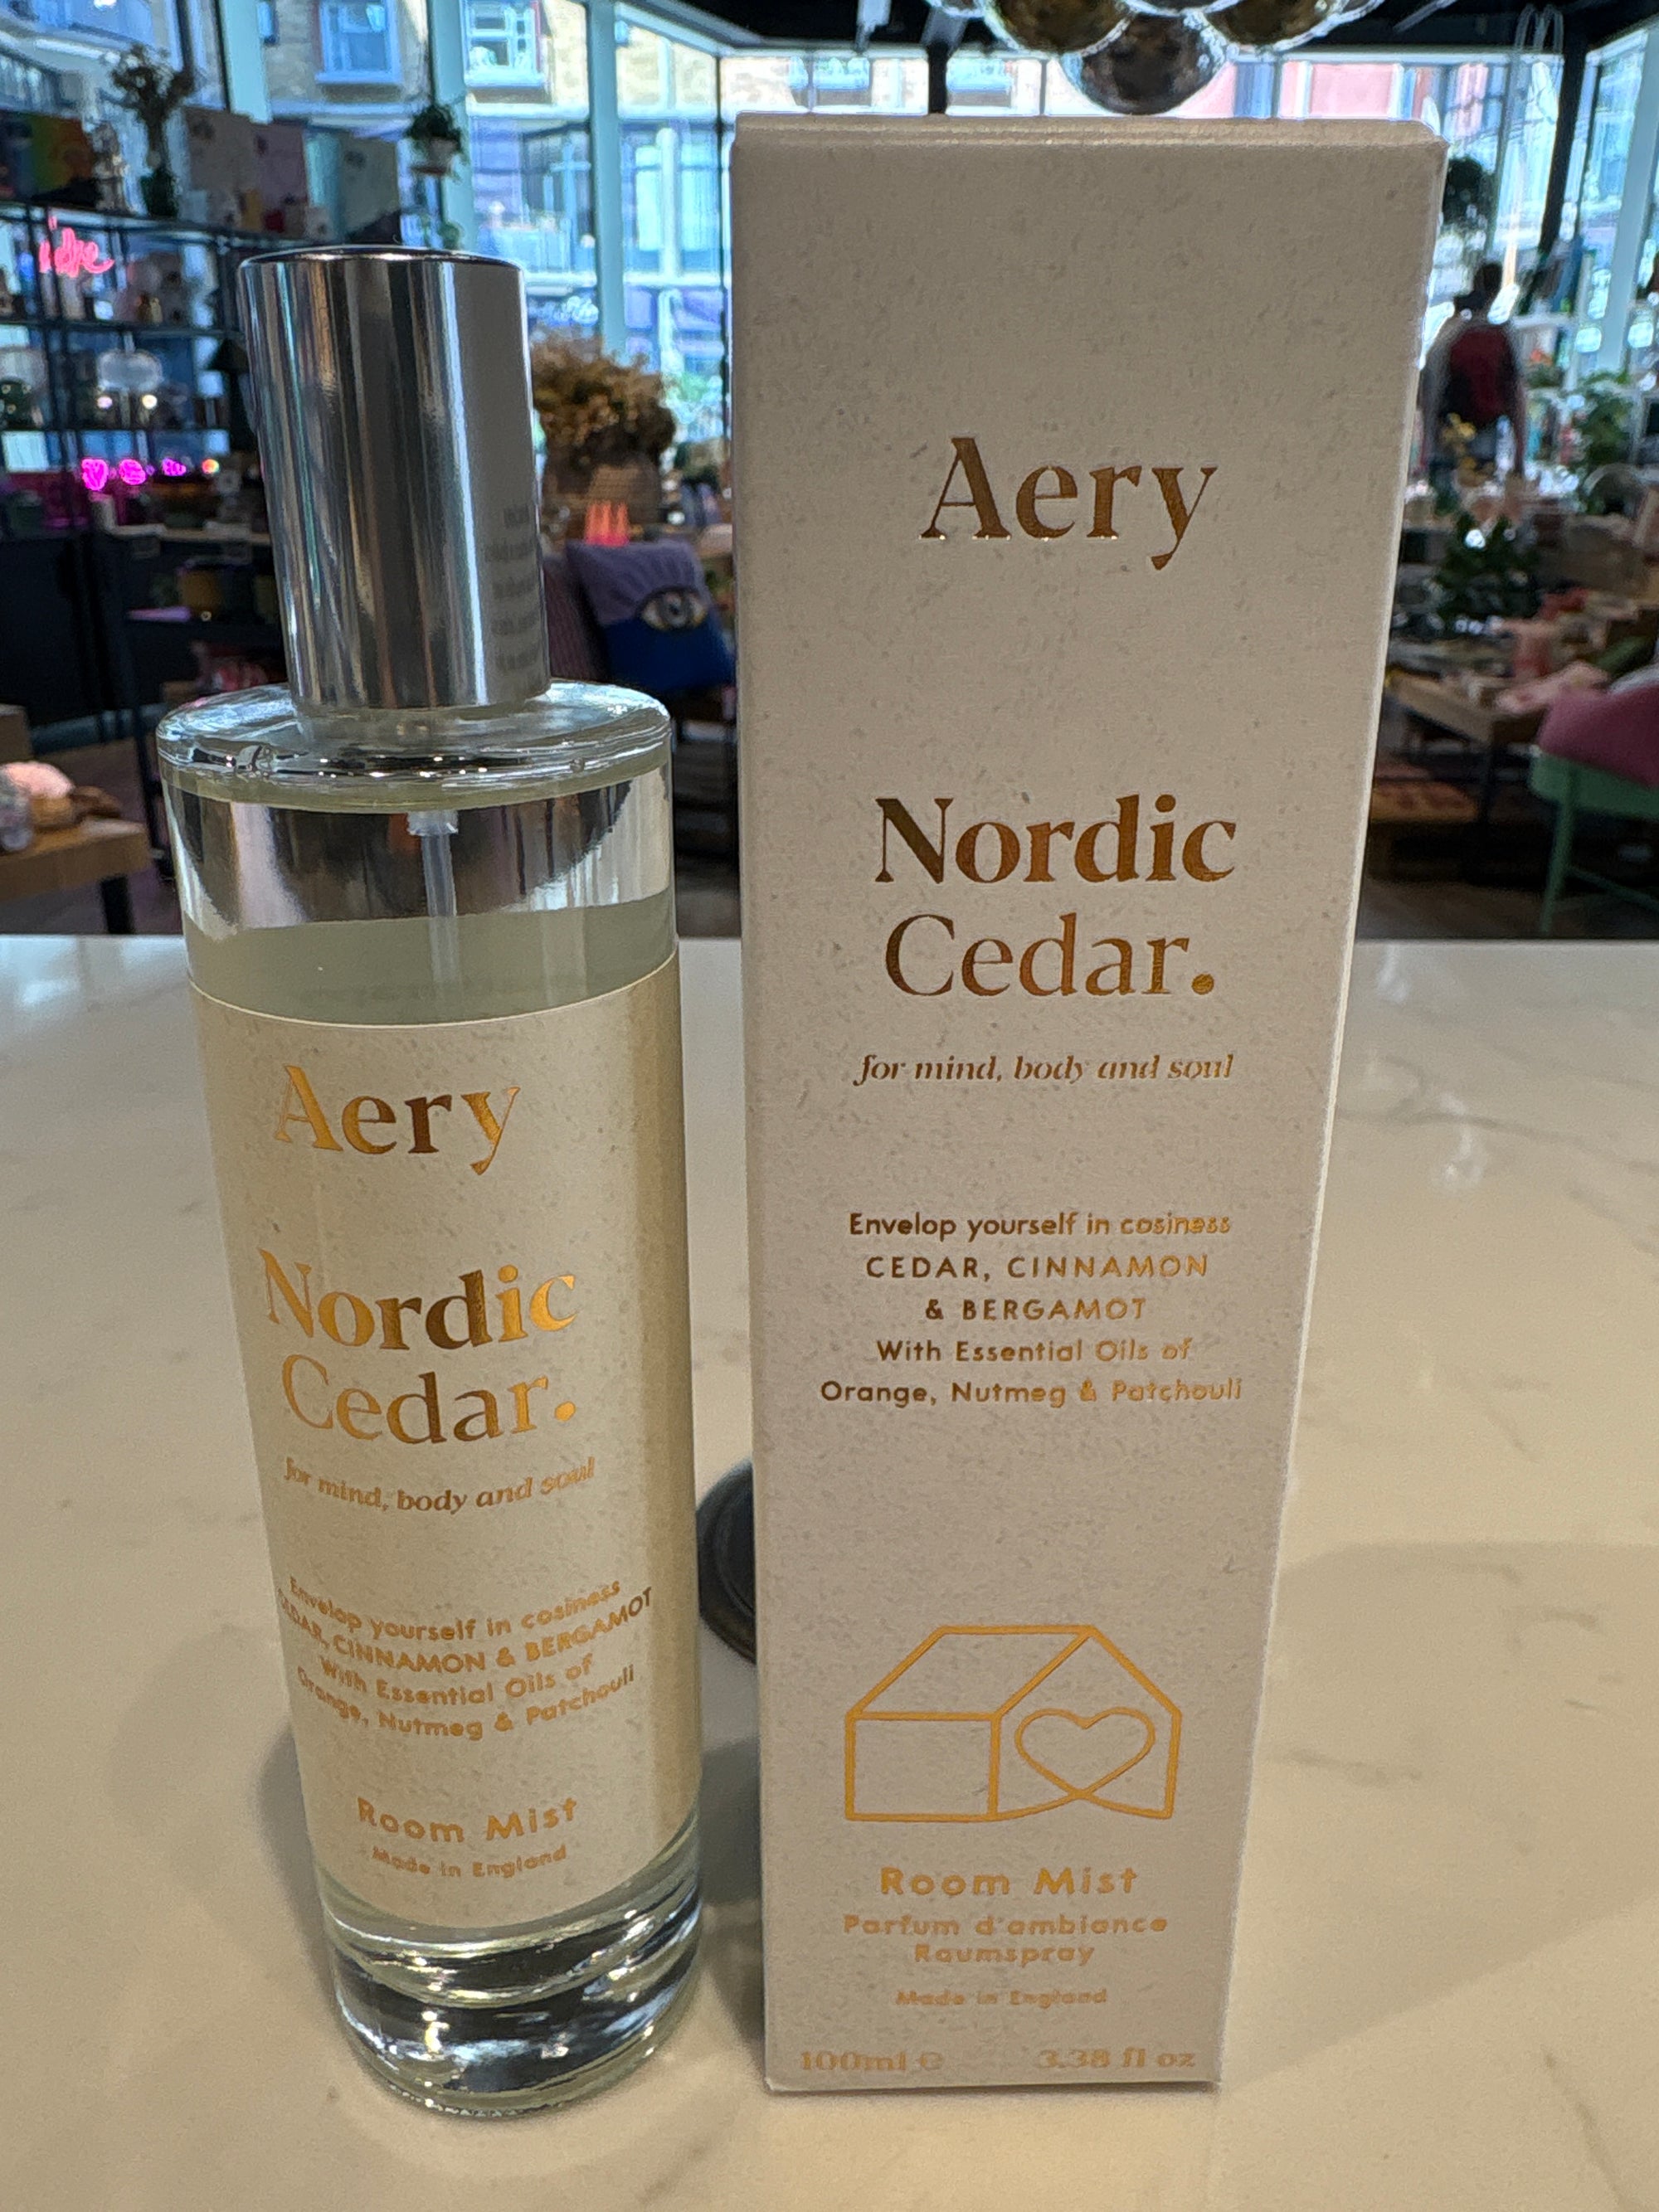 Aery
Nordic
Cedar.
for mind, body and soul
Envelop yourself in cosiness
CEDAR, CINNAMON & BERGAMOT
With Essential Oils of
Orange, Nutmeg & Patchouli
Room Mist
Made in England
Aery
Nordic
Cedar.
for mind, body and soul
Envelop yourself in cosiness
CEDAR, CINNAMON
& BERGAMOT
With Essential Oils of
Orange, Nutmeg & Patchouli
Room Mist
Parfum d'ambiance
Raumspray
Made in England
100ml ℮ 3.38 fl oz